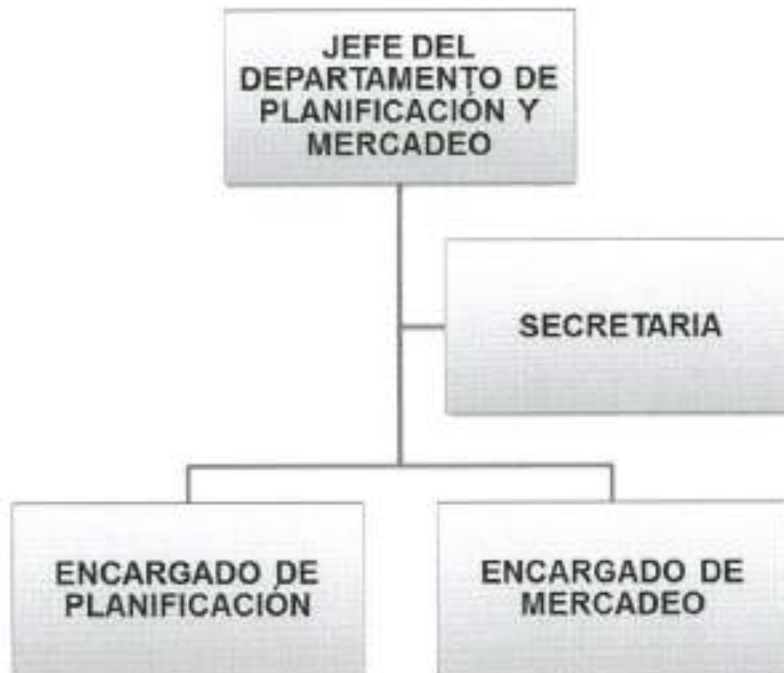 JEFE DEL
DEPARTAMENTO DE
PLANIFICACIÓN Y
MERCADEO
SECRETARIA
ENCARGADO DE
PLANIFICACIÓN
ENCARGADO DE
MERCADEO